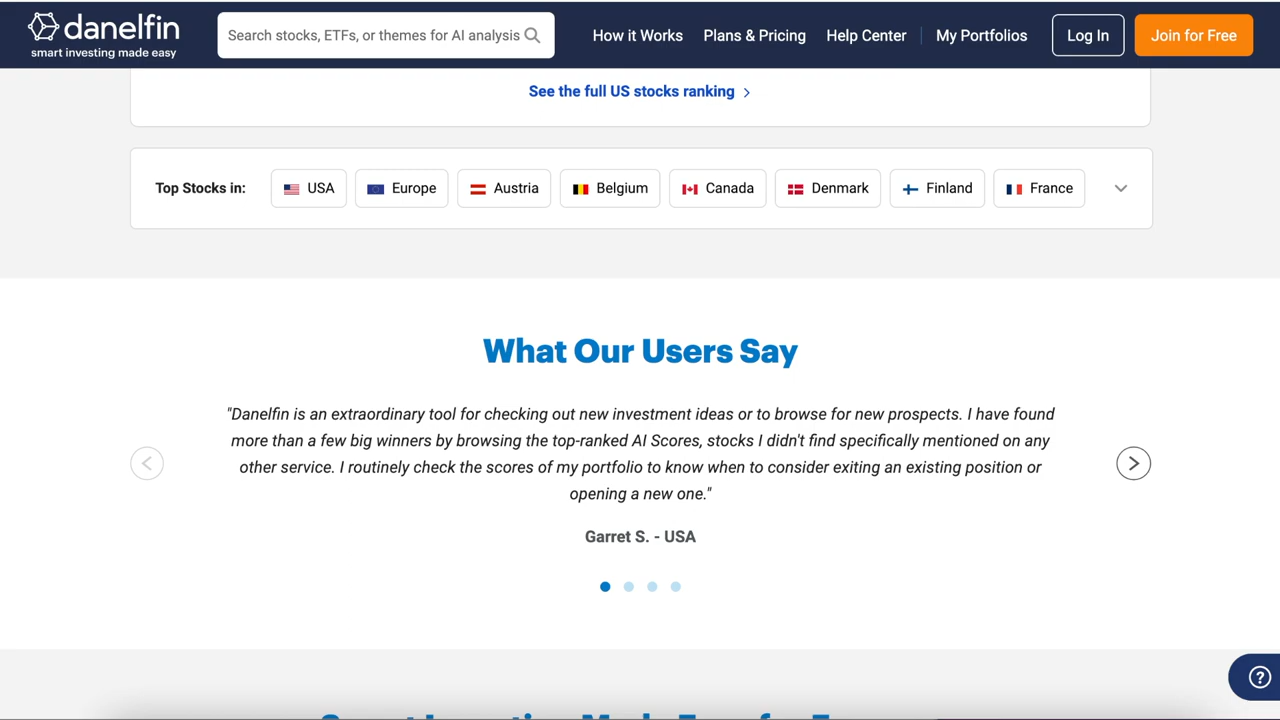 danelfin
smart investing made easy
Search stocks, ETFs, or themes for AI analysis
How it Works
Plans & Pricing
Help Center
My Portfolios
Log In
Join for Free
See the full US stocks ranking
Top Stocks in:
USA
Europe
Austria
Belgium
Canada
Denmark
Finland
France
What Our Users Say
"Danelfin is an extraordinary tool for checking out new investment ideas or to browse for new prospects. I have found
more than a few big winners by browsing the top-ranked AI Scores, stocks I didn't find specifically mentioned on any
other service. I routinely check the scores of my portfolio to know when to consider exiting an existing position or
opening a new one."
Garret S. - USA